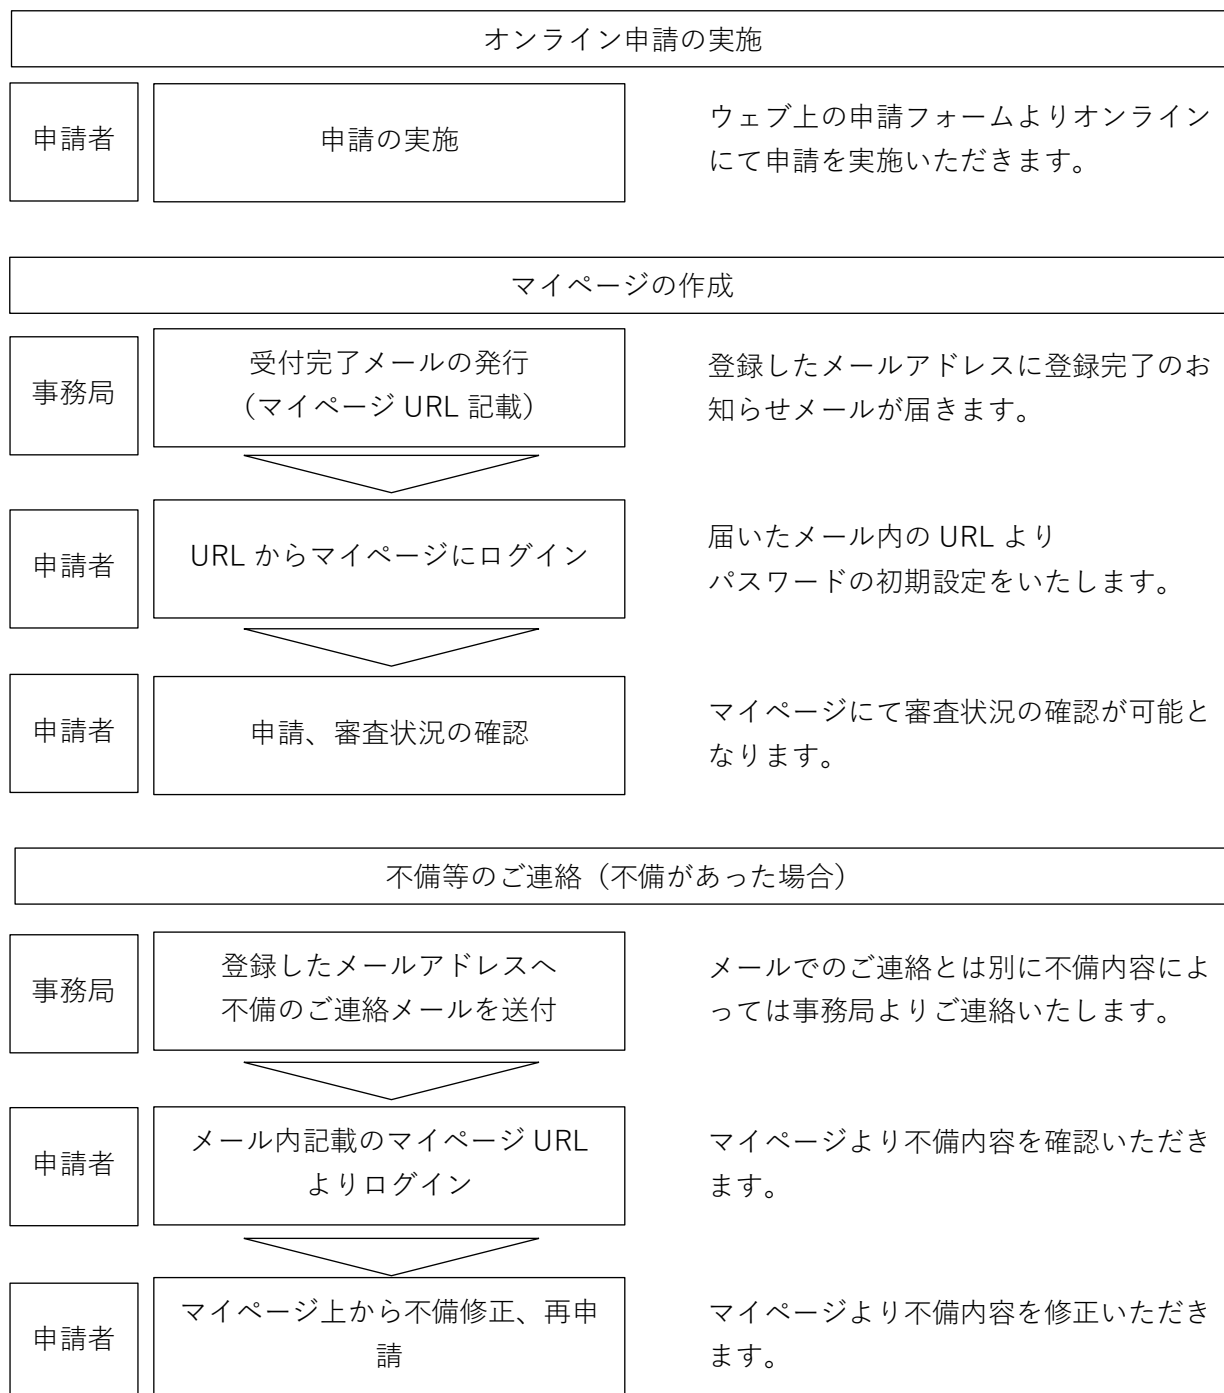 オンライン申請の実施
申請者
申請の実施
ウェブ上の申請フォームよりオンライン
にて申請を実施いただきます。
マイページの作成
事務局
受付完了メールの発行
（マイページ URL 記載）
登録したメールアドレスに登録完了のお
知らせメールが届きます。
申請者
URL からマイページにログイン
届いたメール内の URL より
パスワードの初期設定をいたします。
申請者
申請、審査状況の確認
マイページにて審査状況の確認が可能と
なります。
不備等のご連絡（不備があった場合）
事務局
登録したメールアドレスへ
不備のご連絡メールを送付
メールでのご連絡とは別に不備内容によ
っては事務局よりご連絡いたします。
申請者
メール内記載のマイページ URL
よりログイン
マイページより不備内容を確認いただき
ます。
申請者
マイページ上から不備修正、再申
請
マイページより不備内容を修正いただき
ます。